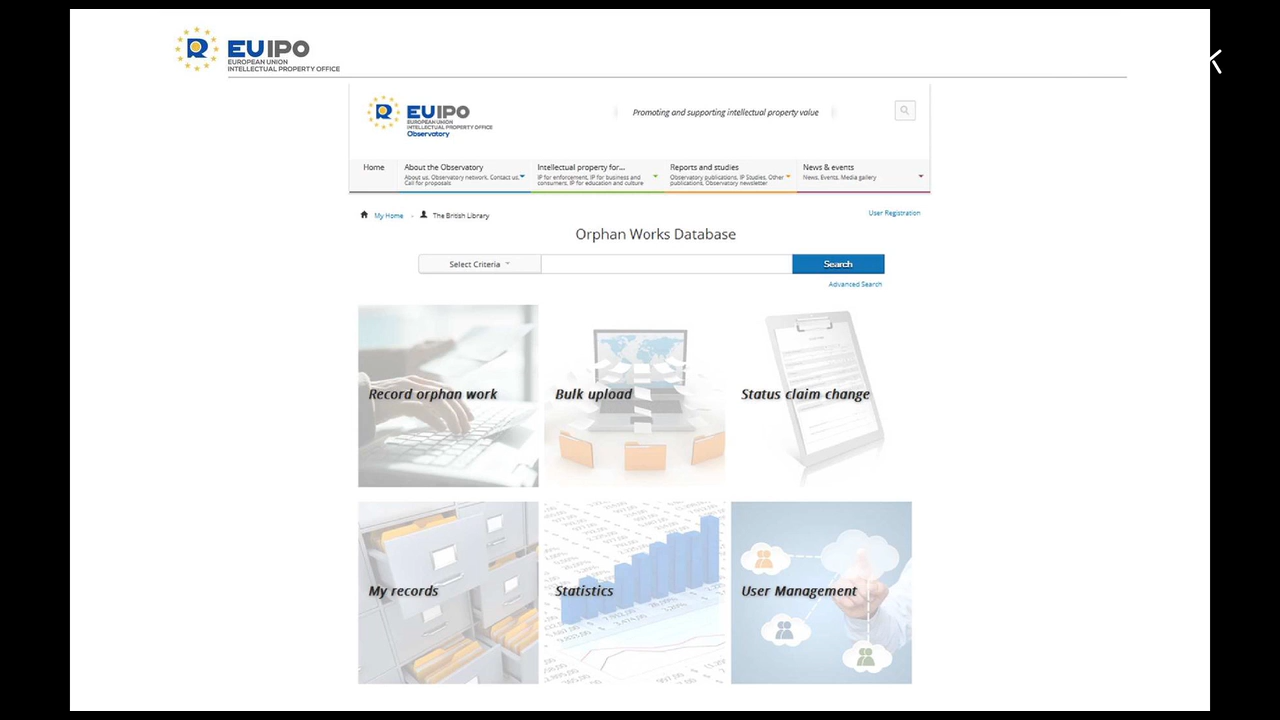 EUIPO
EUROPEAN UNION
INTELLECTUAL PROPERTY OFFICE
EUIPO
EUROPEAN UNION
INTELLECTUAL PROPERTY OFFICE
Observatory
Promoting and supporting intellectual property value
Home
About the Observatory
About us, Observatory network, Contact us,
Call for proposals
Intellectual property for...
IP for enforcement, IP for business and
consumers, IP for education and culture
Reports and studies
Observatory publications, IP Studies, Other
publications, Observatory newsletter
News & events
News, Events, Media gallery
My Home
The British Library
User Registration
Orphan Works Database
Select Criteria
Search
Advanced Search
Record orphan work
Bulk upload
Status claim change
My records
Statistics
User Management